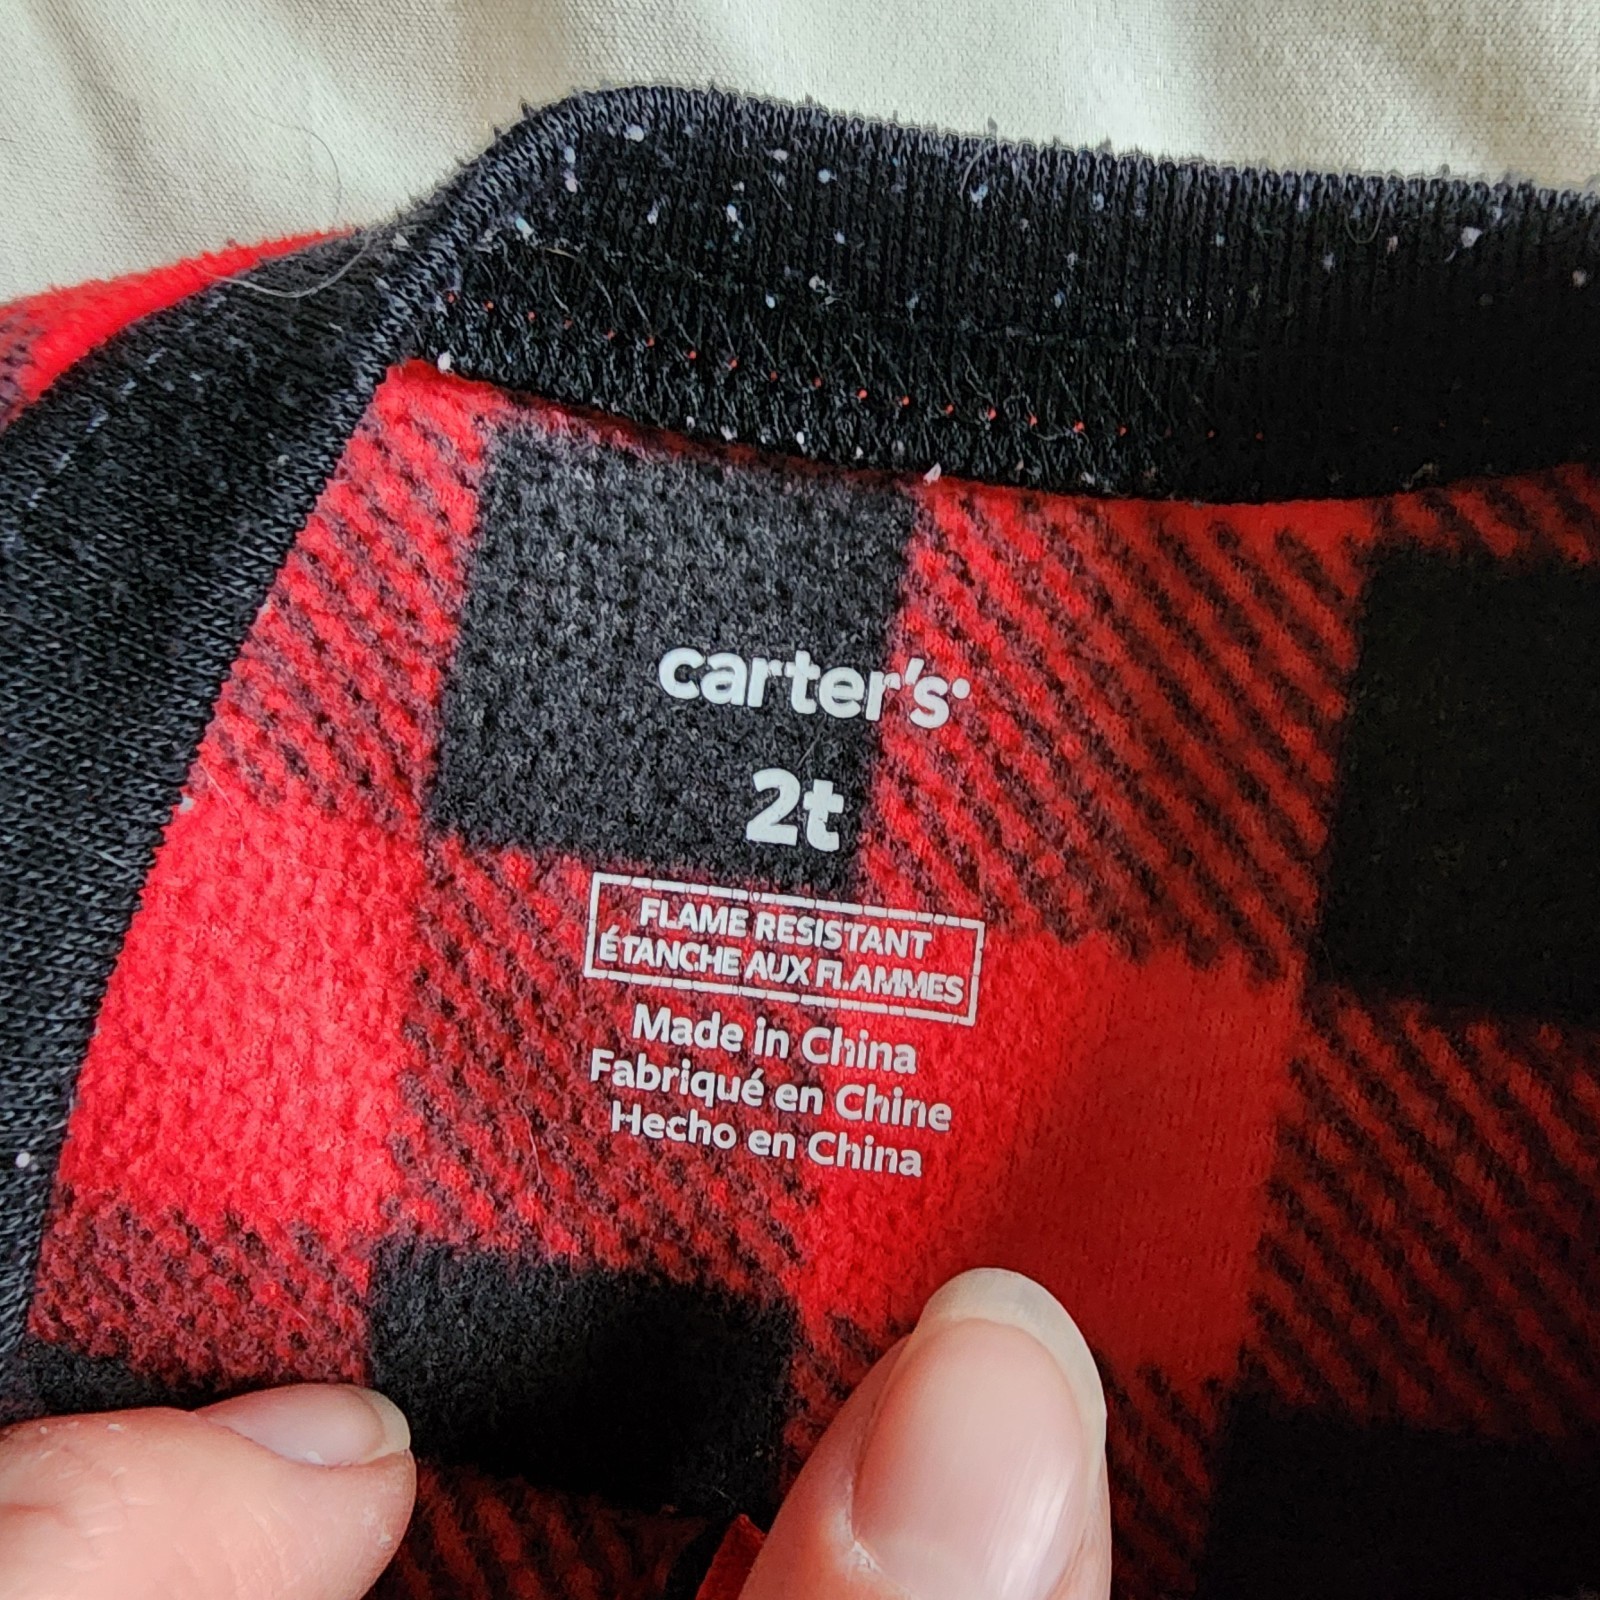 carter's
2t
FLAME RESISTANT
ÉTANCHE AUX FLAMMES
Made in China
Fabriqué en Chine
Hecho en China